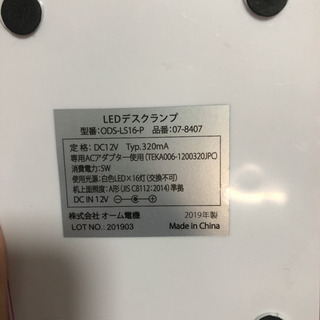 LEDデスクランプ
型番:ODS-LS16-P 品番:07-8407
定格:DC12V Typ.320mA
専用ACアダプター使用(TEKA006-1200320JPC)
消費電力:5W
使用光源:白色LED×16灯(交換不可)
机上面照度:A形(JIS C8112:2014)準拠
DC IN 12V
株式会社 オーム電機 2019年製
LOT NO.:201903 Made in China